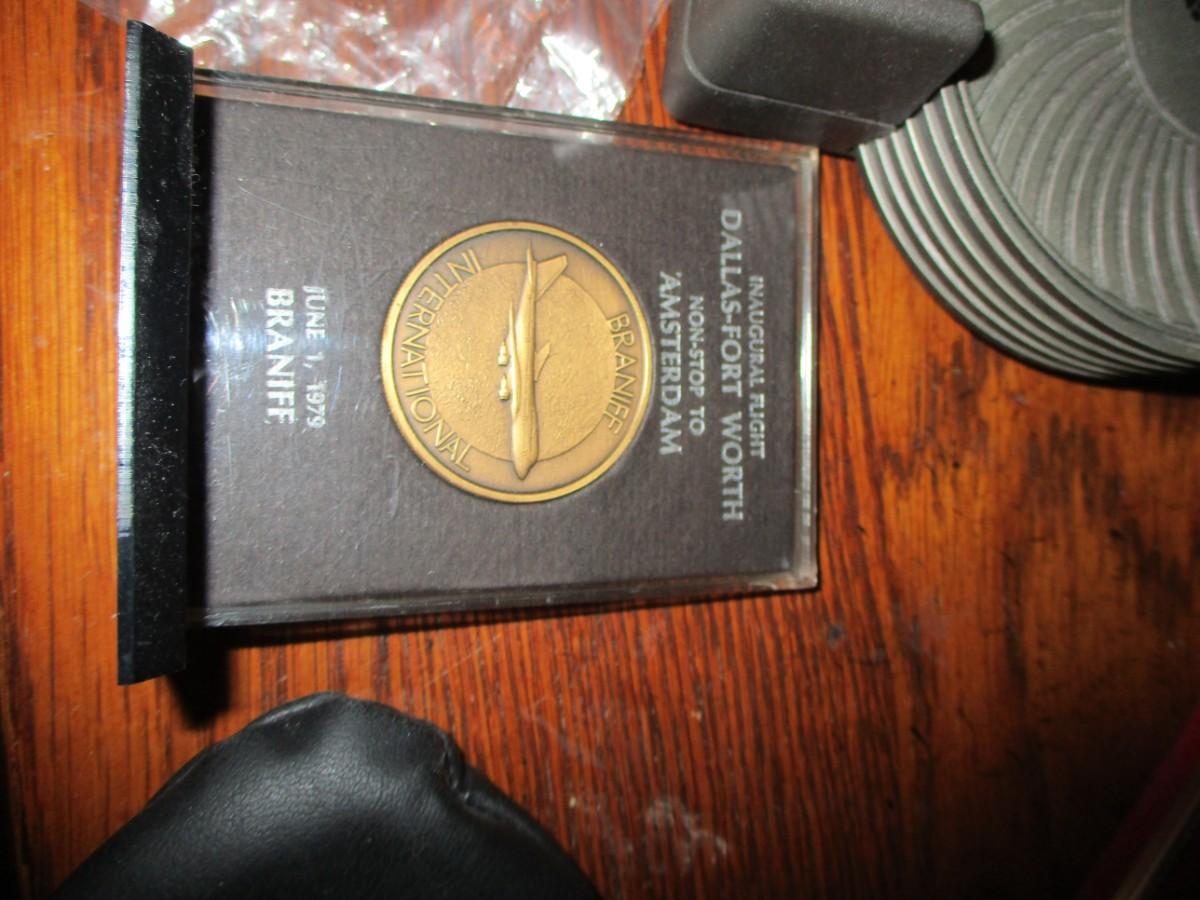 INAUGURAL FLIGHT
DALLAS-FORT WORTH
NON-STOP TO
AMSTERDAM
BRANIFF
INTERNATIONAL
JUNE 1, 1979
BRANIFF